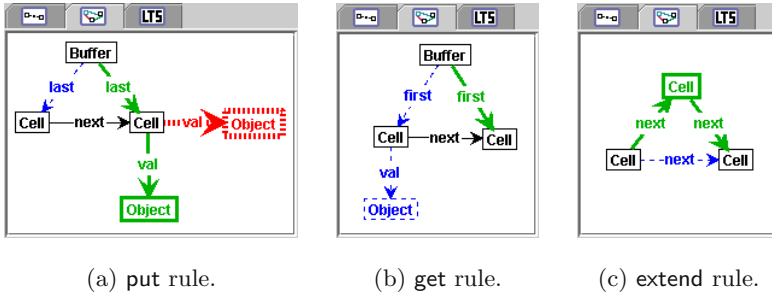 LTS
Buffer
last
last
Cell
next
Cell
val
Object
val
Object
(a) put rule.
LTS
Buffer
first
first
Cell
next
Cell
val
Object
(b) get rule.
LTS
Cell
next
next
Cell
next
Cell
(c) extend rule.